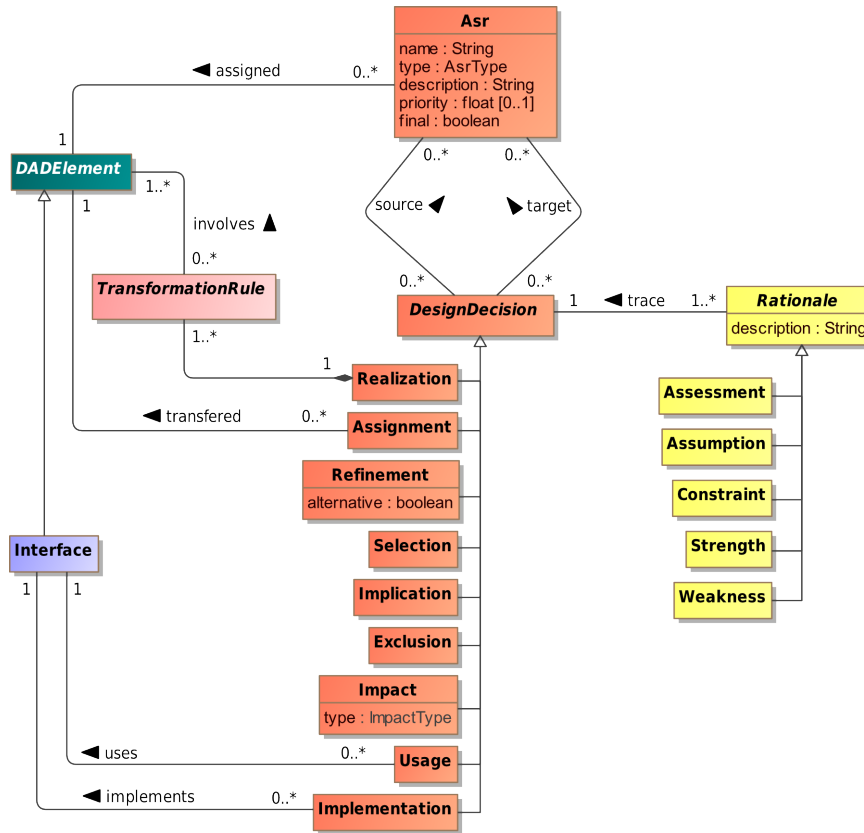 Asr
name : String
type : AsrType
description : String
priority : float [0..1]
final : boolean
assigned
0..*
1
DADElement
1..*
1
0..*
0..*
source
target
involves
0..*
0..*
0..*
TransformationRule
1..*
DesignDecision
1
trace
1..*
Rationale
description : String
1
Realization
transfered
0..*
Assignment
Refinement
alternative : boolean
Selection
Implication
Exclusion
Impact
type : ImpactType
Assessment
Assumption
Constraint
Strength
Weakness
Interface
1
1
uses
0..*
Usage
implements
0..*
Implementation